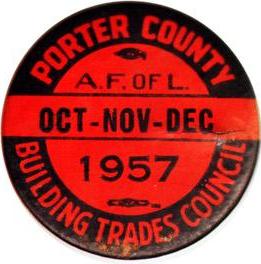 PORTER COUNTY
A. F. OF L.
OCT-NOV-DEC
1957
BUILDING TRADES COUNCIL